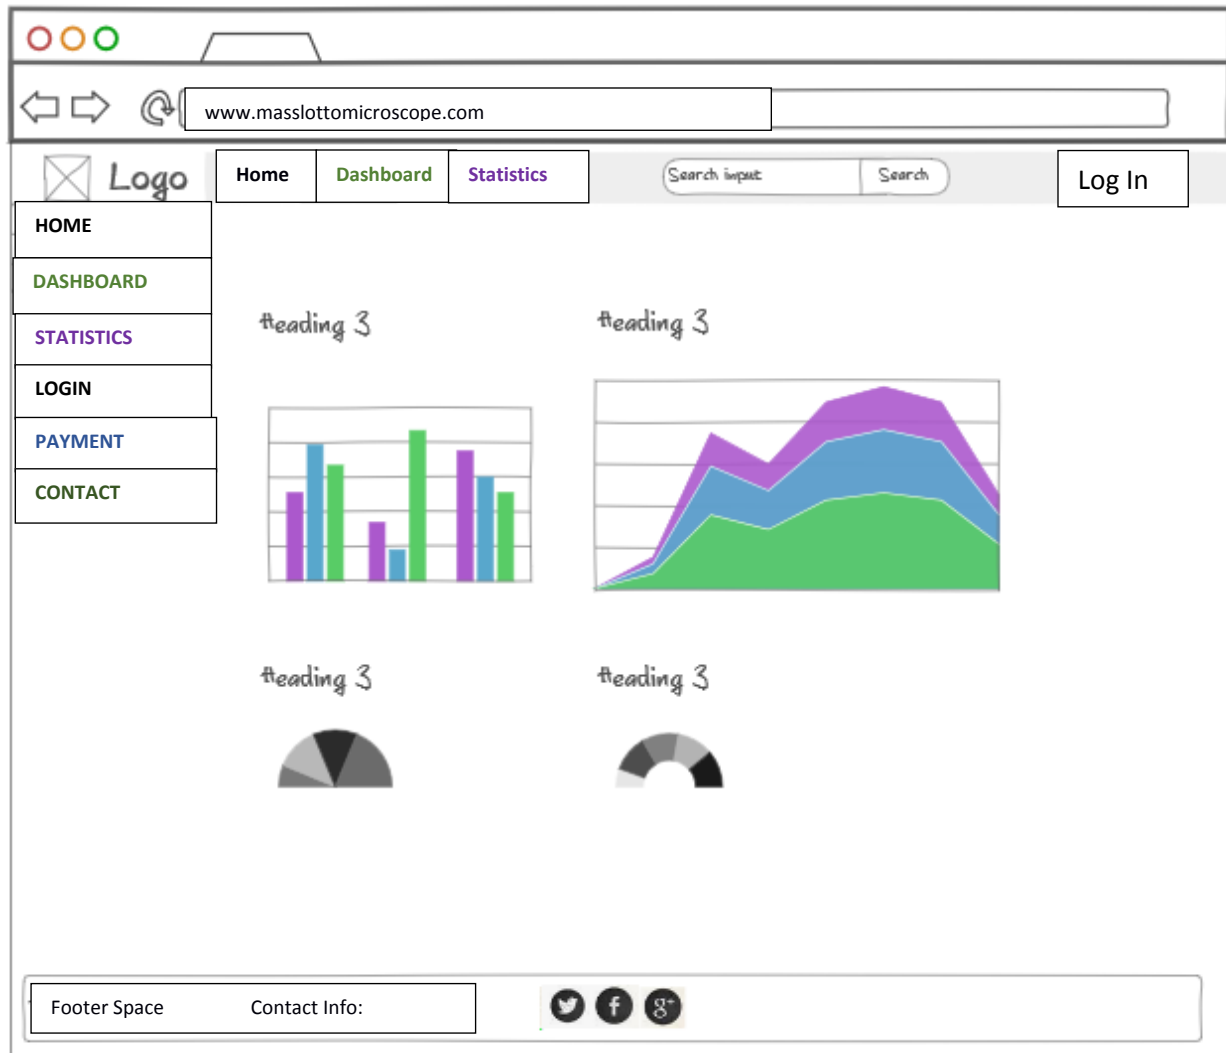 www.masslottomicroscope.com
Logo Home Dashboard Statistics Search input Search Log In
HOME
DASHBOARD
STATISTICS
LOGIN
PAYMENT
CONTACT
Heading 3 Heading 3
Heading 3 Heading 3
Footer Space Contact Info:
g+